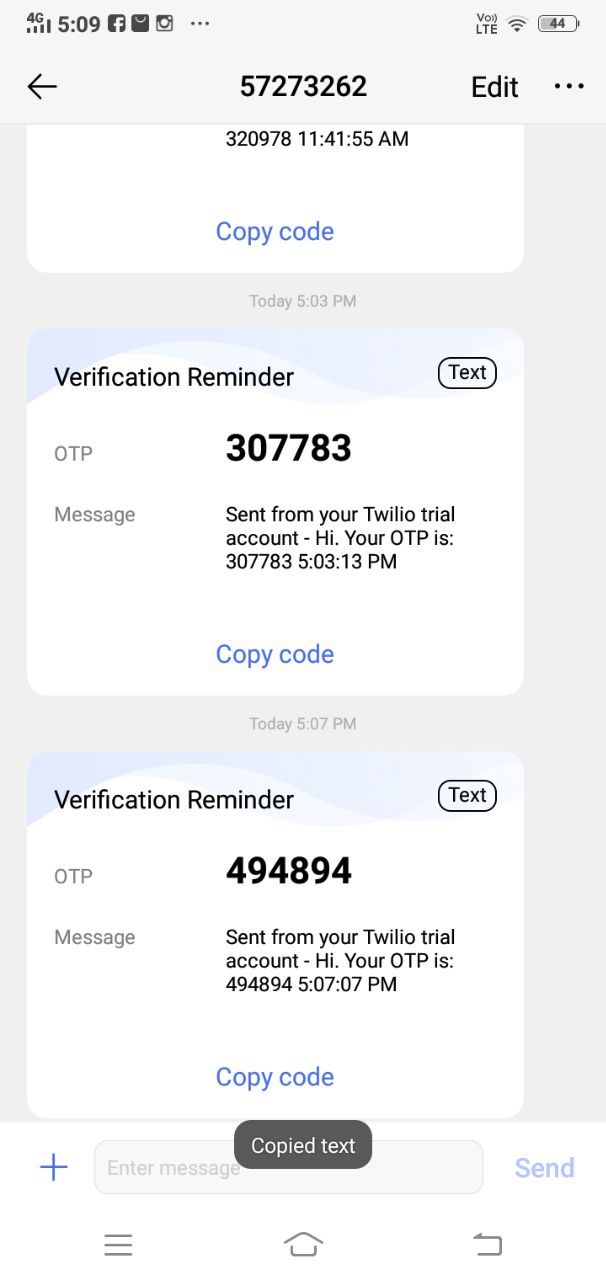 4G 5:09 ... Vo)) LTE 44
57273262 Edit ...
320978 11:41:55 AM
Copy code
Today 5:03 PM
Verification Reminder Text
OTP 307783
Message Sent from your Twilio trial
account - Hi. Your OTP is:
307783 5:03:13 PM
Copy code
Today 5:07 PM
Verification Reminder Text
OTP 494894
Message Sent from your Twilio trial
account - Hi. Your OTP is:
494894 5:07:07 PM
Copy code
Copied text
Enter message Send